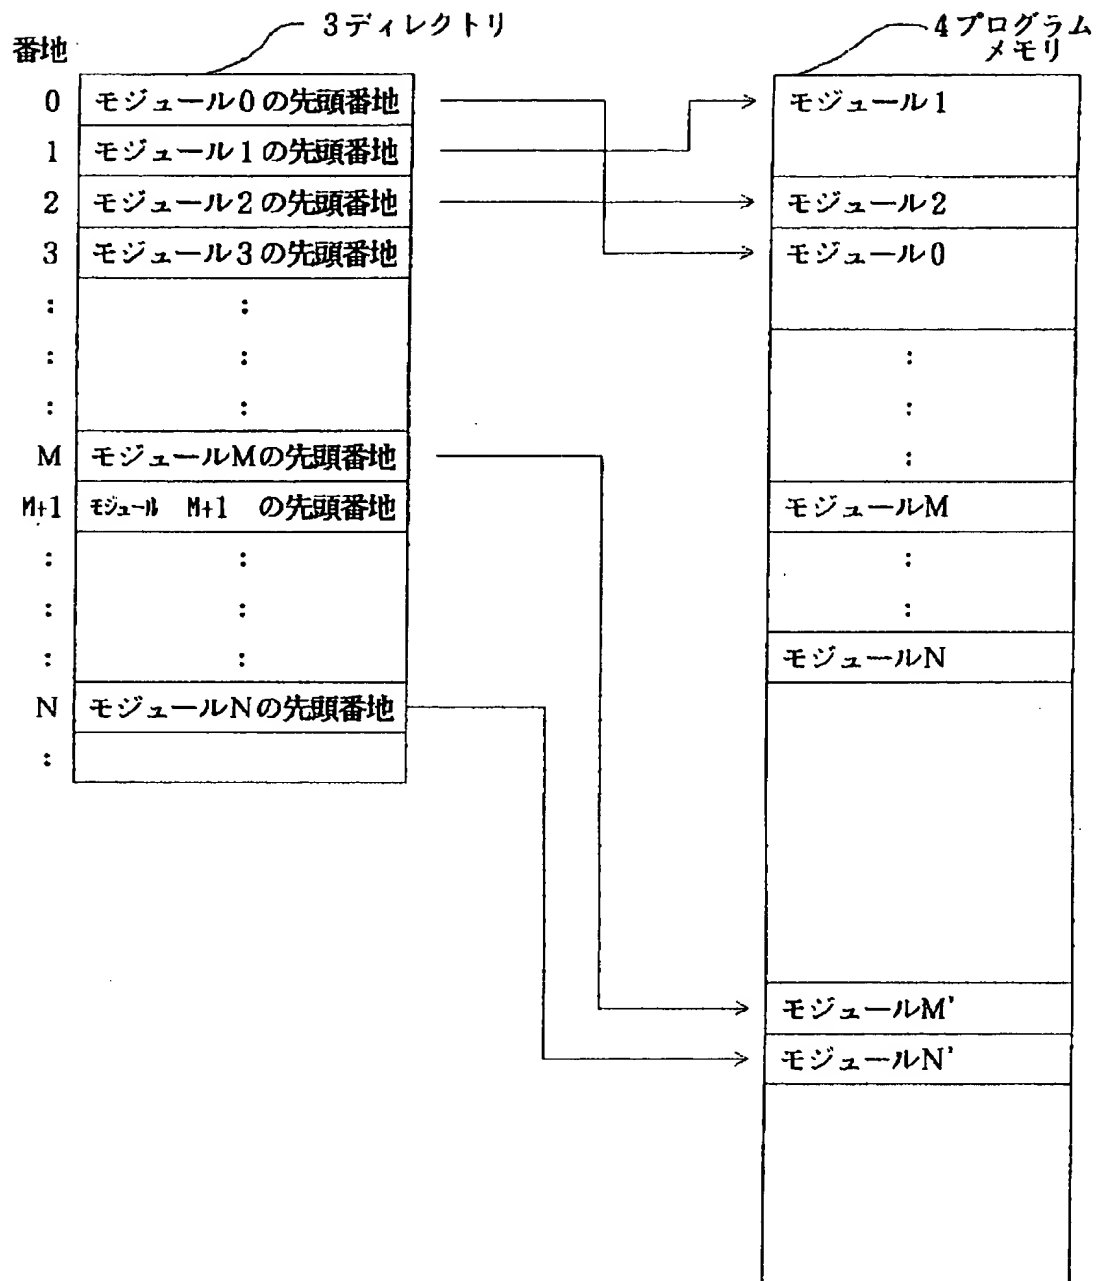 3ディレクトリ
番地
0 モジュール0の先頭番地
1 モジュール1の先頭番地
2 モジュール2の先頭番地
3 モジュール3の先頭番地
: :
: :
: :
M モジュールMの先頭番地
M+1 モジュール M+1 の先頭番地
: :
: :
: :
N モジュールNの先頭番地
:
4プログラム
メモリ
モジュール1
モジュール2
モジュール0
:
:
:
モジュールM
:
:
モジュールN
モジュールM'
モジュールN'